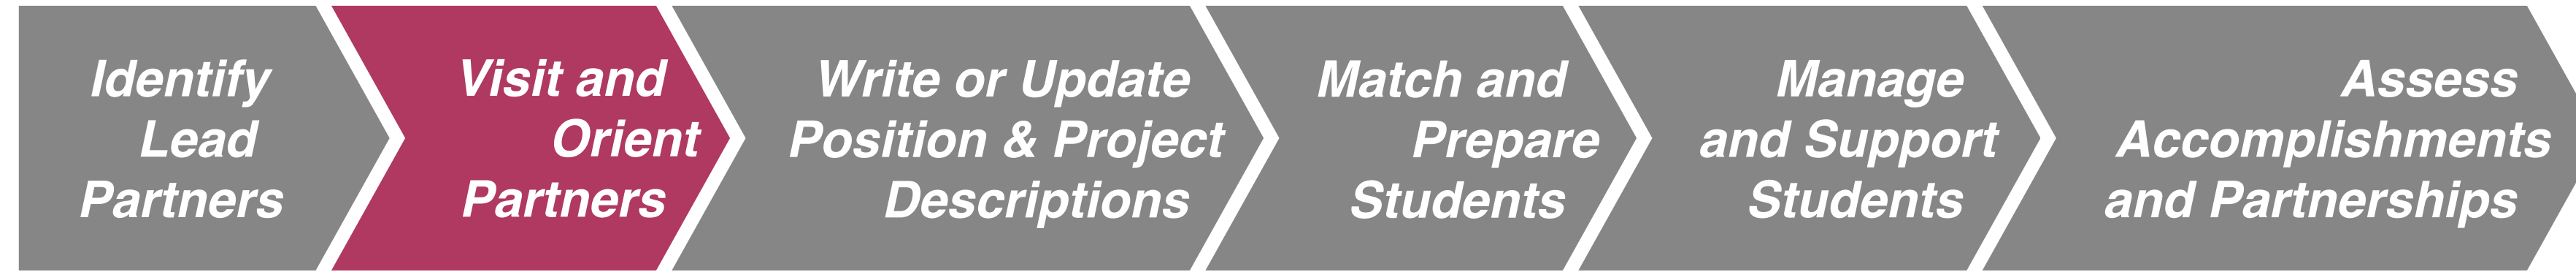 Identify
Lead
Partners
Visit and
Orient
Partners
Write or Update
Position & Project
Descriptions
Match and
Prepare
Students
Manage
and Support
Students
Assess
Accomplishments
and Partnerships